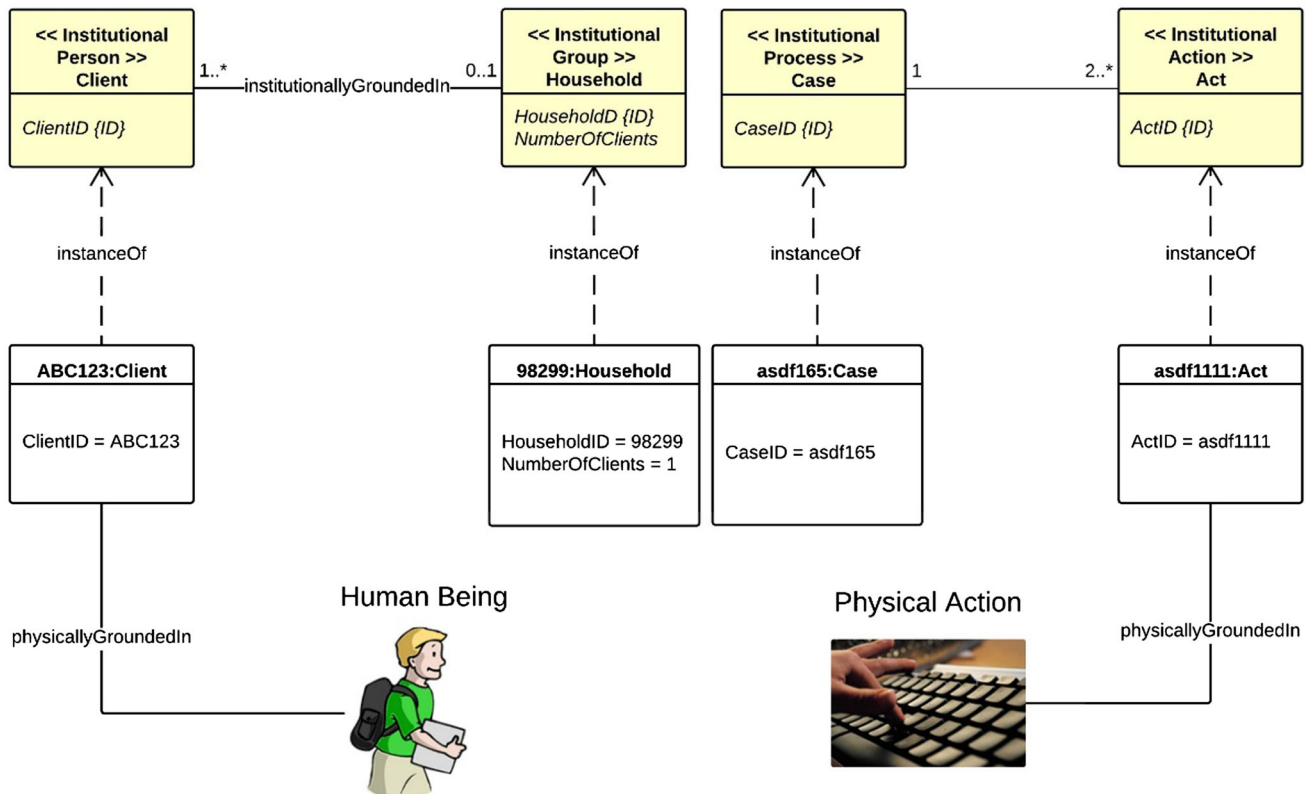 << Institutional
Person >>
Client
ClientID {ID}
1..*
institutionallyGroundedIn
0..1
<< Institutional
Group >>
Household
HouseholdD {ID}
NumberOfClients
<< Institutional
Process >>
Case
CaseID {ID}
1
2..*
<< Institutional
Action >>
Act
ActID {ID}
instanceOf
instanceOf
instanceOf
instanceOf
ABC123:Client
ClientID = ABC123
98299:Household
HouseholdID = 98299
NumberOfClients = 1
asdf165:Case
CaseID = asdf165
asdf1111:Act
ActID = asdf1111
physicallyGroundedIn
Human Being
Physical Action
physicallyGroundedIn